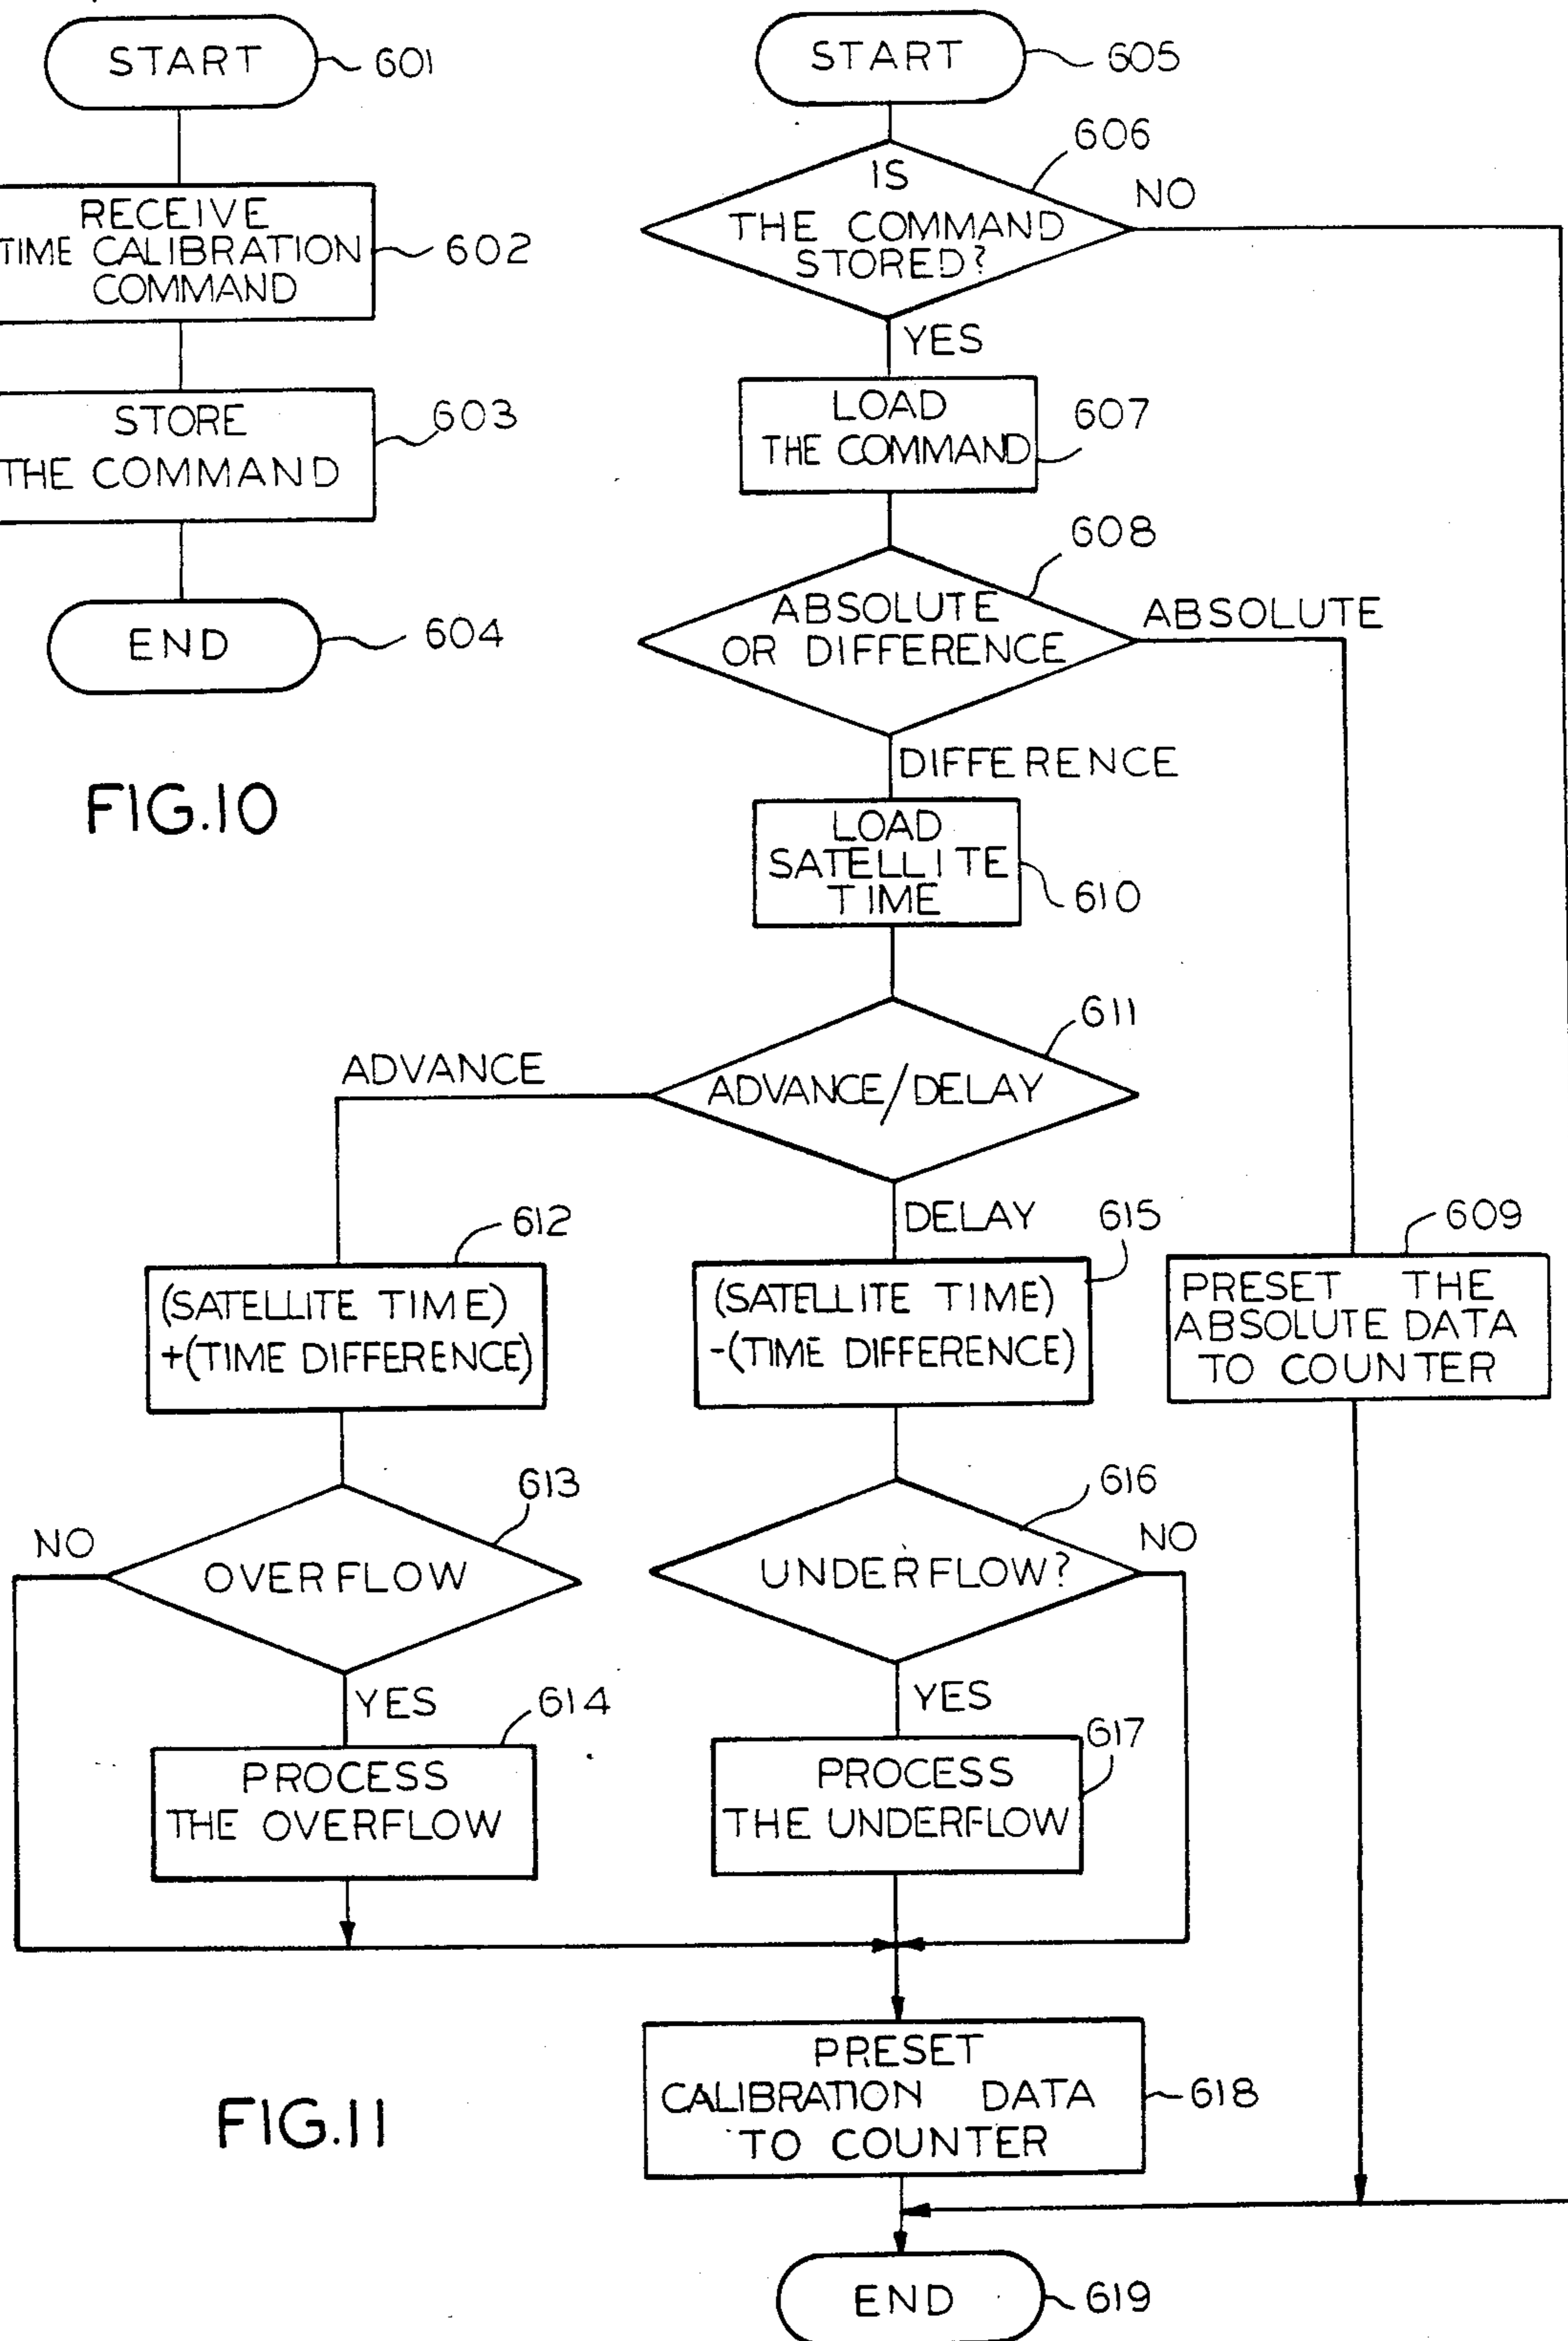 START
601
RECEIVE
TIME CALIBRATION
COMMAND
602
STORE
THE COMMAND
603
END
604
FIG.10
START
605
IS
THE COMMAND
STORED?
606
NO
YES
LOAD
THE COMMAND
607
ABSOLUTE
OR DIFFERENCE
608
ABSOLUTE
DIFFERENCE
LOAD
SATELLITE
TIME
610
ADVANCE/DELAY
611
ADVANCE
DELAY
(SATELLITE TIME)
+(TIME DIFFERENCE)
612
(SATELLITE TIME)
-(TIME DIFFERENCE)
615
PRESET THE
ABSOLUTE DATA
TO COUNTER
609
OVERFLOW
613
NO
YES
UNDERFLOW?
616
NO
YES
PROCESS
THE OVERFLOW
614
PROCESS
THE UNDERFLOW
617
PRESET
CALIBRATION DATA
TO COUNTER
618
FIG.11
END
619